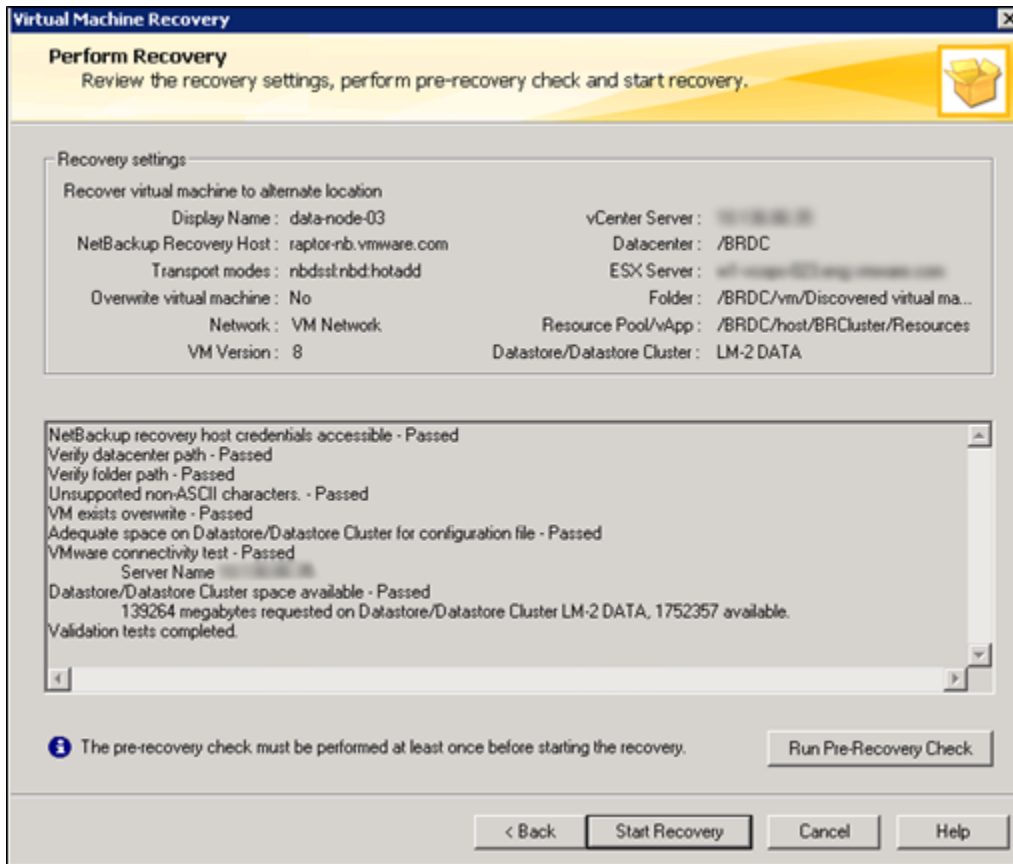 Virtual Machine Recovery
Perform Recovery
Review the recovery settings, perform pre-recovery check and start recovery.
Recovery settings
Recover virtual machine to alternate location
Display Name : data-node-03
NetBackup Recovery Host : raptor-nb.vmware.com
Transport modes : nbdssl:nbd:hotadd
Overwrite virtual machine : No
Network : VM Network
VM Version : 8
vCenter Server :
Datacenter : /BRDC
ESX Server :
Folder : /BRDC/vm/Discovered virtual ma...
Resource Pool/vApp : /BRDC/host/BRCluster/Resources
Datastore/Datastore Cluster : LM-2 DATA
NetBackup recovery host credentials accessible - Passed
Verify datacenter path - Passed
Verify folder path - Passed
Unsupported non-ASCII characters. - Passed
VM exists overwrite - Passed
Adequate space on Datastore/Datastore Cluster for configuration file - Passed
VMware connectivity test - Passed
Server Name
Datastore/Datastore Cluster space available - Passed
139264 megabytes requested on Datastore/Datastore Cluster LM-2 DATA, 1752357 available.
Validation tests completed.
The pre-recovery check must be performed at least once before starting the recovery.
Run Pre-Recovery Check
< Back
Start Recovery
Cancel
Help